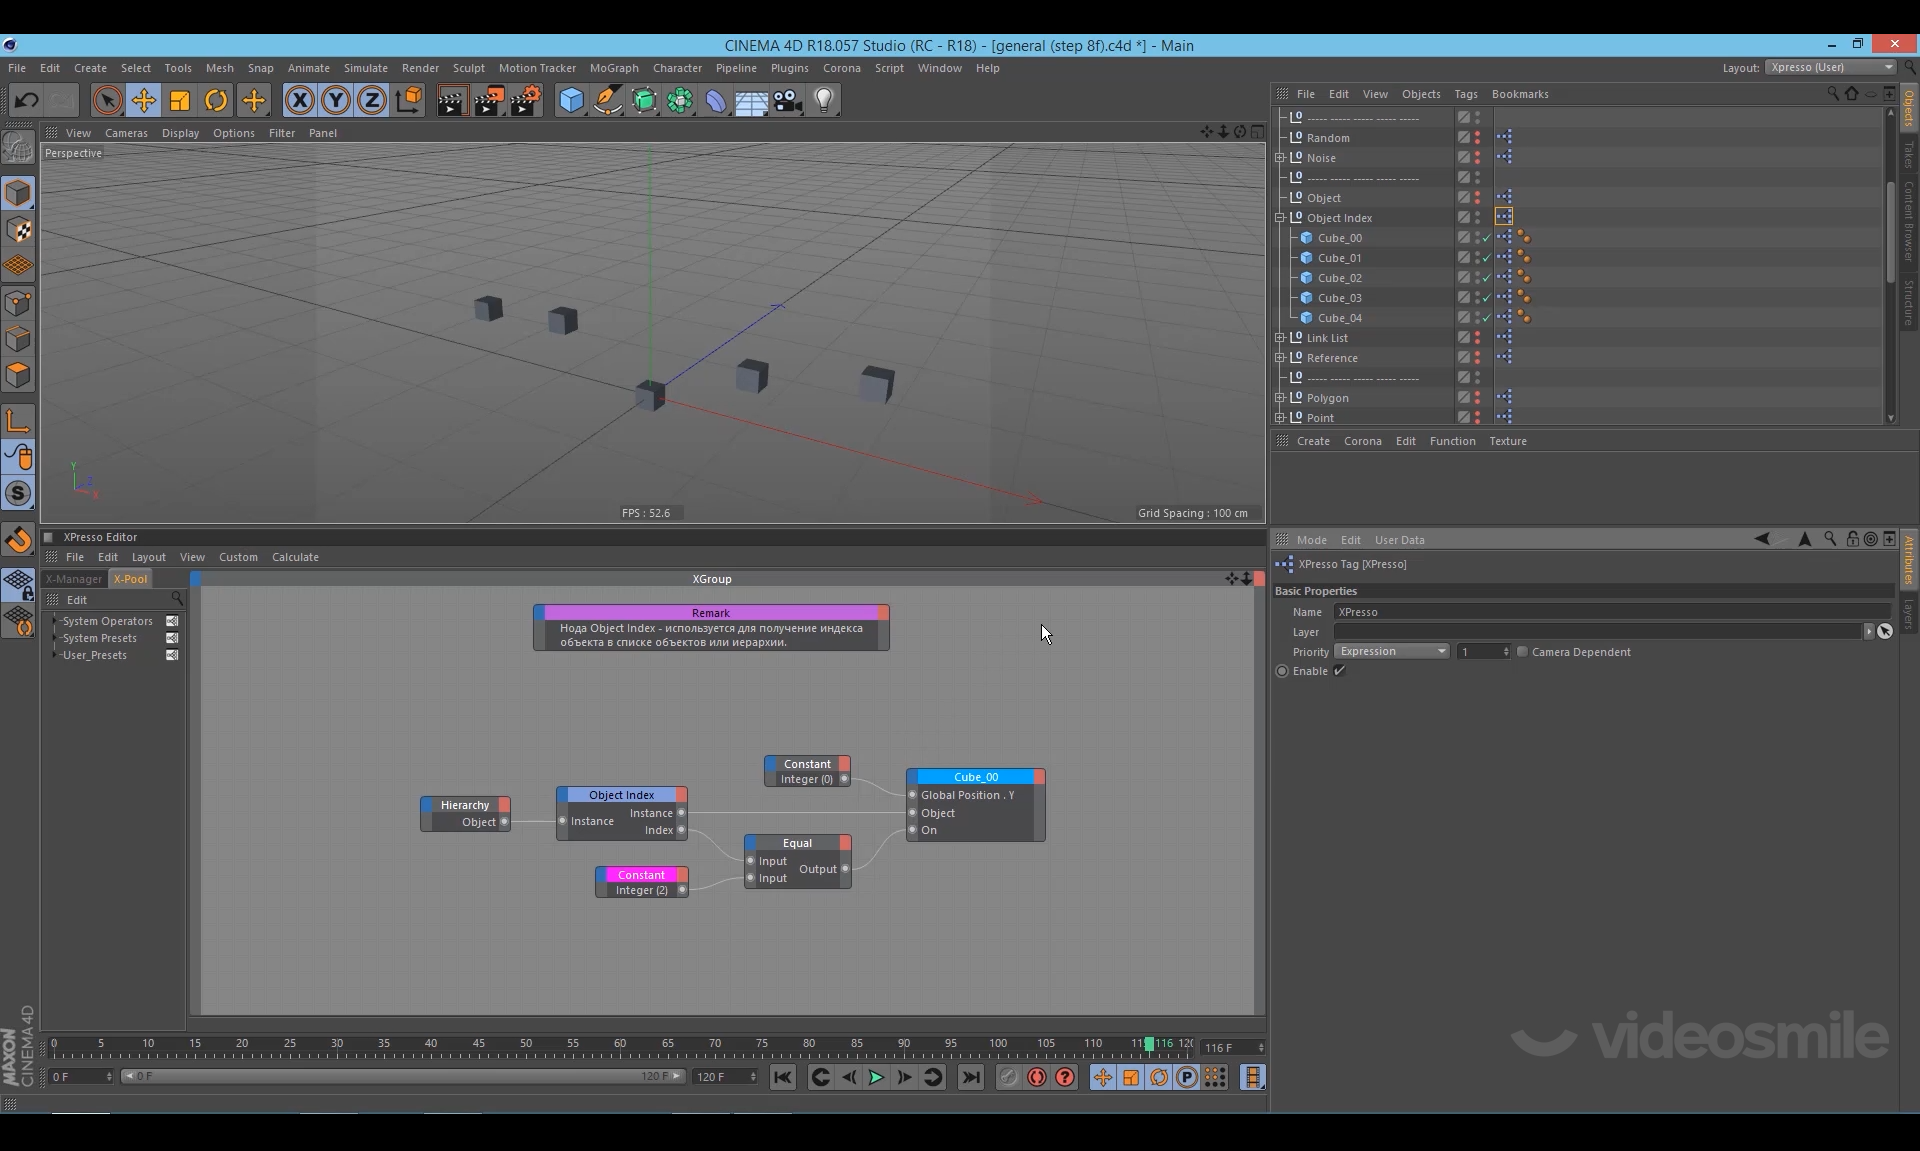 CINEMA 4D R18.057 Studio (RC - R18) - [general (step 8f).c4d *] - Main
File Edit Create Select Tools Mesh Snap Animate Simulate Render Sculpt Motion Tracker MoGraph Character Pipeline Plugins Corona Script Window Help
Layout: Xpresso (User)
View Cameras Display Options Filter Panel
Perspective
Y
Z
X
FPS : 52.6
Grid Spacing : 100 cm
File Edit View Objects Tags Bookmarks
----- ----- ----- ----- -----
Random
Noise
----- ----- ----- ----- -----
Object
Object Index
Cube_00
Cube_01
Cube_02
Cube_03
Cube_04
Link List
Reference
----- ----- ----- ----- -----
Polygon
Point
Objects
Takes
Content Browser
Structure
Create Corona Edit Function Texture
XPresso Editor
File Edit Layout View Custom Calculate
X-Manager X-Pool
Edit
System Operators
System Presets
User_Presets
XGroup
Remark
Нода Object Index - используется для получение индекса
объекта в списке объектов или иерархии.
Hierarchy
Object
Object Index
Instance
Instance
Index
Constant
Integer (2)
Constant
Integer (0)
Equal
Input
Input
Output
Cube_00
Global Position . Y
Object
On
Mode Edit User Data
XPresso Tag [XPresso]
Basic Properties
Name XPresso
Layer
Priority Expression 1 Camera Dependent
Enable
Attributes
Layers
0 5 10 15 20 25 30 35 40 45 50 55 60 65 70 75 80 85 90 95 100 105 110 116
116 F
0 F
0 F
120 F
120 F
MAXON
CINEMA 4D
videosmile